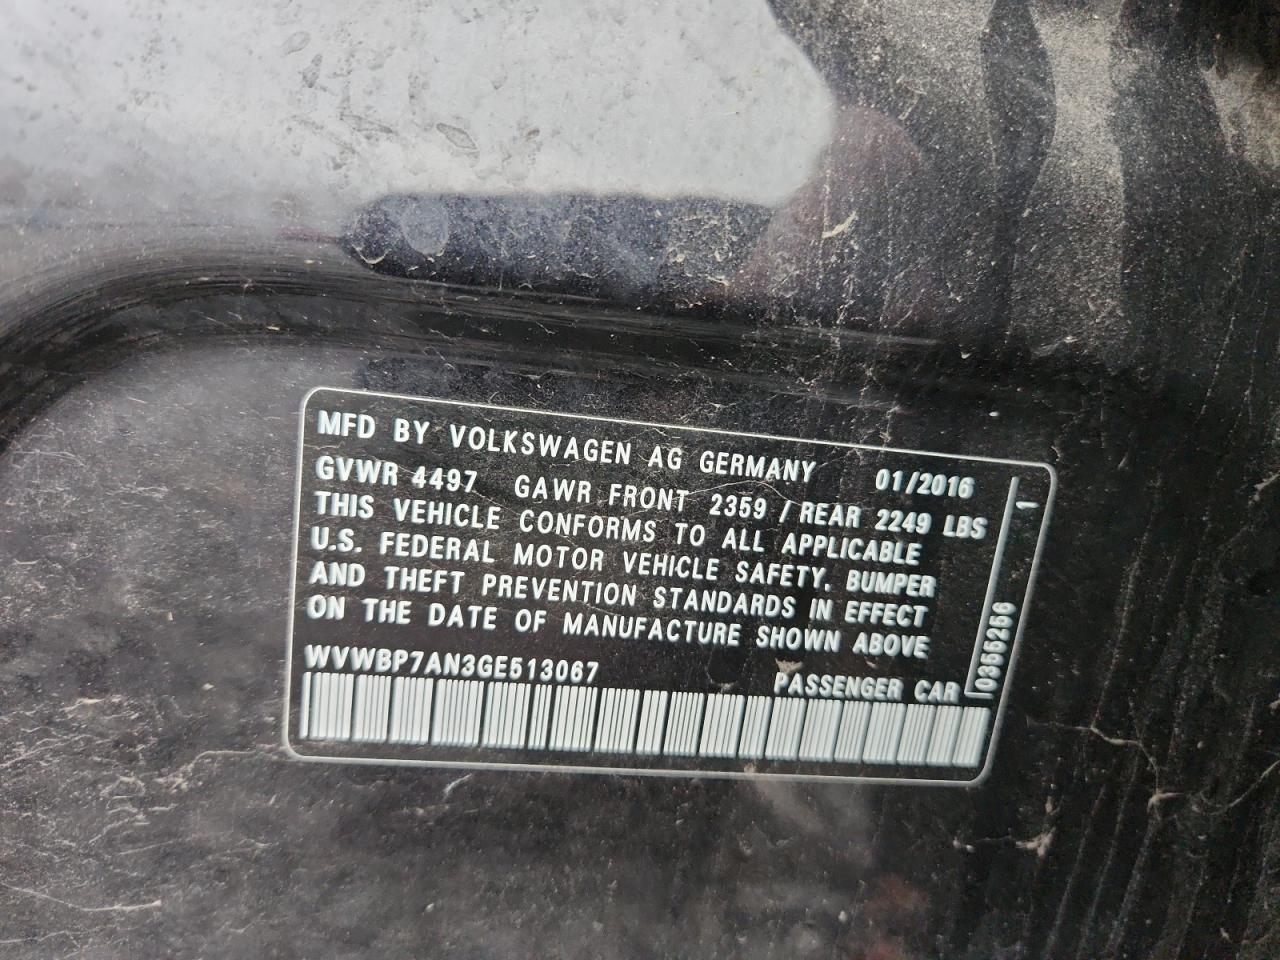 MFD BY VOLKSWAGEN AG GERMANY 01/2016
GVWR 4497 GAWR FRONT 2359 / REAR 2249 LBS
THIS VEHICLE CONFORMS TO ALL APPLICABLE
U.S. FEDERAL MOTOR VEHICLE SAFETY, BUMPER
AND THEFT PREVENTION STANDARDS IN EFFECT
ON THE DATE OF MANUFACTURE SHOWN ABOVE
WVWBP7AN3GE513067 PASSENGER CAR
0365256
1